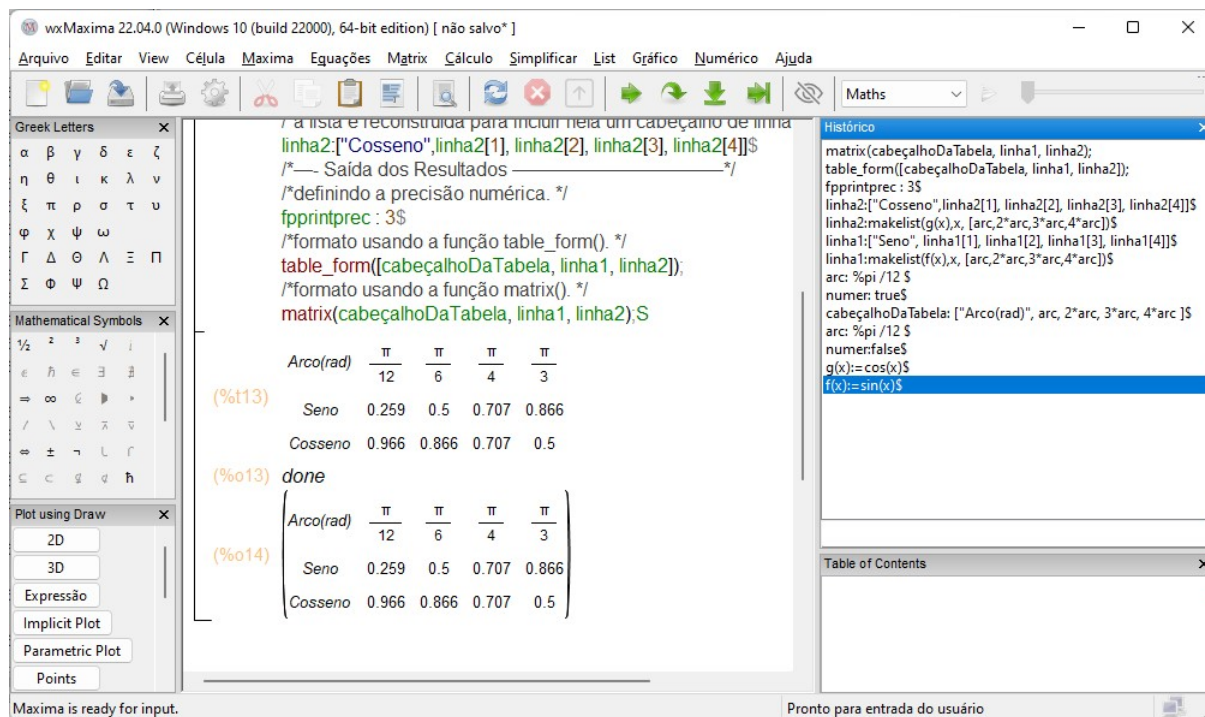 wxMaxima 22.04.0 (Windows 10 (build 22000), 64-bit edition) [ não salvo* ]
Arquivo Editar View Célula Maxima Equações Matrix Cálculo Simplificar List Gráfico Numérico Ajuda
Maths
Greek Letters
α β γ δ ε ζ
η θ ι κ λ ν
ξ π ρ σ τ υ
φ χ ψ ω
Γ Δ Θ Λ Ξ Π
Σ Φ Ψ Ω
Mathematical Symbols
½ ² ³ √ i
e ℏ ∈ ∃ ∄
⇒ ∞
⇔ ± ¬
ħ
Plot using Draw
2D
3D
Expressão
Implicit Plot
Parametric Plot
Points
/ a lista é reconstruída para incluir nela um cabeçalho de linha
linha2:["Cosseno",linha2[1], linha2[2], linha2[3], linha2[4]]$
/*—- Saída dos Resultados ———————————*/
/*definindo a precisão numérica. */
fpprintprec : 3$
/*formato usando a função table_form(). */
table_form([cabeçalhoDaTabela, linha1, linha2]);
/*formato usando a função matrix(). */
matrix(cabeçalhoDaTabela, linha1, linha2);S
(%t13)
Arco(rad) π/12 π/6 π/4 π/3
Seno 0.259 0.5 0.707 0.866
Cosseno 0.966 0.866 0.707 0.5
(%o13) done
(%o14)
Arco(rad) π/12 π/6 π/4 π/3
Seno 0.259 0.5 0.707 0.866
Cosseno 0.966 0.866 0.707 0.5
Histórico
matrix(cabeçalhoDaTabela, linha1, linha2);
table_form([cabeçalhoDaTabela, linha1, linha2]);
fpprintprec : 3$
linha2:["Cosseno",linha2[1], linha2[2], linha2[3], linha2[4]]$
linha2:makelist(g(x),x, [arc,2*arc,3*arc,4*arc])$
linha1:["Seno", linha1[1], linha1[2], linha1[3], linha1[4]]$
linha1:makelist(f(x),x, [arc,2*arc,3*arc,4*arc])$
arc: %pi /12 $
numer: true$
cabeçalhoDaTabela: ["Arco(rad)", arc, 2*arc, 3*arc, 4*arc ]$
arc: %pi /12 $
numer:false$
g(x):=cos(x)$
f(x):=sin(x)$
Table of Contents
Maxima is ready for input.
Pronto para entrada do usuário